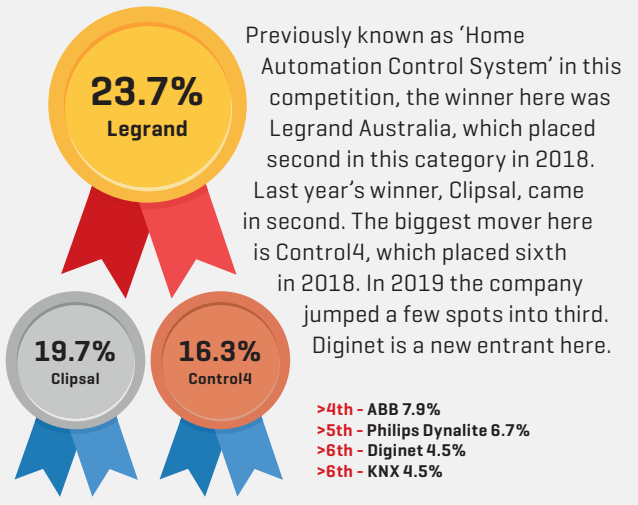 23.7%
Legrand
Previously known as ‘Home
Automation Control System’ in this
competition, the winner here was
Legrand Australia, which placed
second in this category in 2018.
Last year’s winner, Clipsal, came
in second. The biggest mover here
is Control4, which placed sixth
in 2018. In 2019 the company
jumped a few spots into third.
Diginet is a new entrant here.
19.7%
Clipsal
16.3%
Control4
>4th - ABB 7.9%
>5th - Philips Dynalite 6.7%
>6th - Diginet 4.5%
>6th - KNX 4.5%